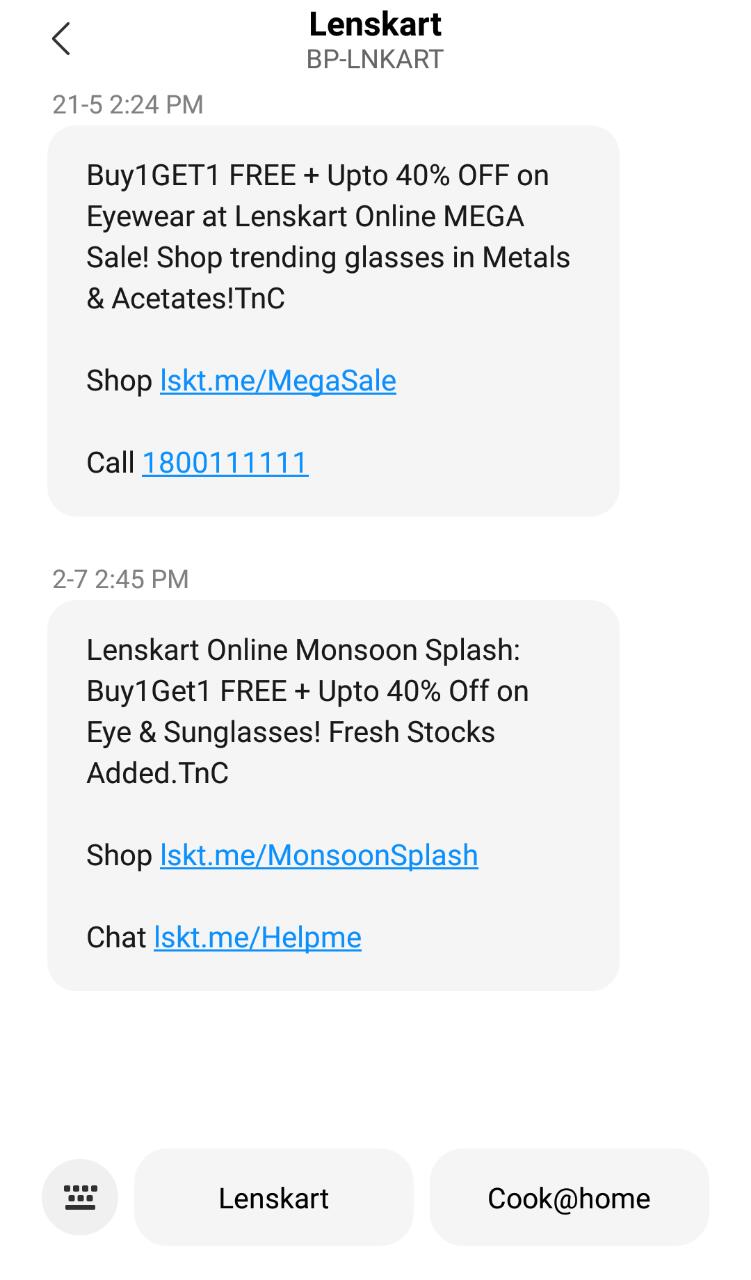 Lenskart
BP-LNKART
21-5 2:24 PM
Buy1GET1 FREE + Upto 40% OFF on
Eyewear at Lenskart Online MEGA
Sale! Shop trending glasses in Metals
& Acetates!TnC
Shop lskt.me/MegaSale
Call 1800111111
2-7 2:45 PM
Lenskart Online Monsoon Splash:
Buy1Get1 FREE + Upto 40% Off on
Eye & Sunglasses! Fresh Stocks
Added.TnC
Shop lskt.me/MonsoonSplash
Chat lskt.me/Helpme
Lenskart Cook@home